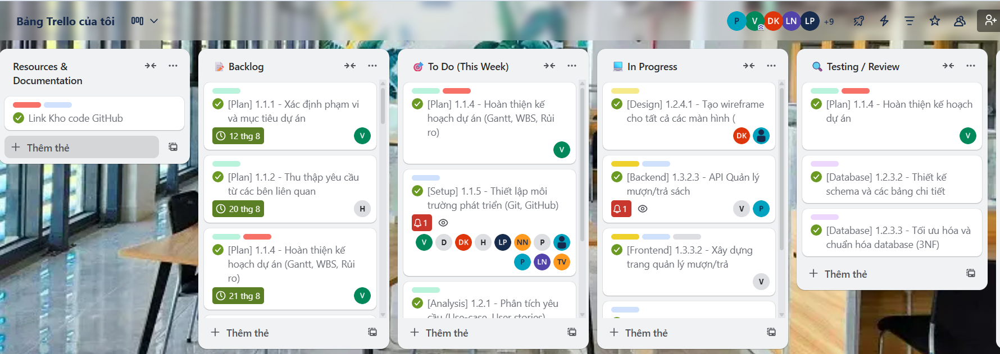 Bảng Trello của tôi
P V DK LN LP +9
Resources &
Documentation
Link Kho code GitHub
Thêm thẻ
Backlog
[Plan] 1.1.1 - Xác định phạm vi
và mục tiêu dự án
12 thg 8
V
[Plan] 1.1.2 - Thu thập yêu cầu
từ các bên liên quan
20 thg 8
H
[Plan] 1.1.4 - Hoàn thiện kế
hoạch dự án (Gantt, WBS, Rủi
ro)
21 thg 8
V
Thêm thẻ
To Do (This Week)
[Plan] 1.1.4 - Hoàn thiện kế
hoạch dự án (Gantt, WBS, Rủi
ro)
V
[Setup] 1.1.5 - Thiết lập môi
trường phát triển (Git, GitHub)
1
V D DK H LP NN P
P LN TV
[Analysis] 1.2.1 - Phân tích yêu
cầu (Use-case, User stories)
Thêm thẻ
In Progress
[Design] 1.2.4.1 - Tạo wireframe
cho tất cả các màn hình (
DK
[Backend] 1.3.2.3 - API Quản lý
mượn/trả sách
1
V P
[Frontend] 1.3.3.2 - Xây dựng
trang quản lý mượn/trả
V
Thêm thẻ
Testing / Review
[Plan] 1.1.4 - Hoàn thiện kế hoạch
dự án
V
[Database] 1.2.3.2 - Thiết kế
schema và các bảng chi tiết
[Database] 1.2.3.3 - Tối ưu hóa và
chuẩn hóa database (3NF)
Thêm thẻ